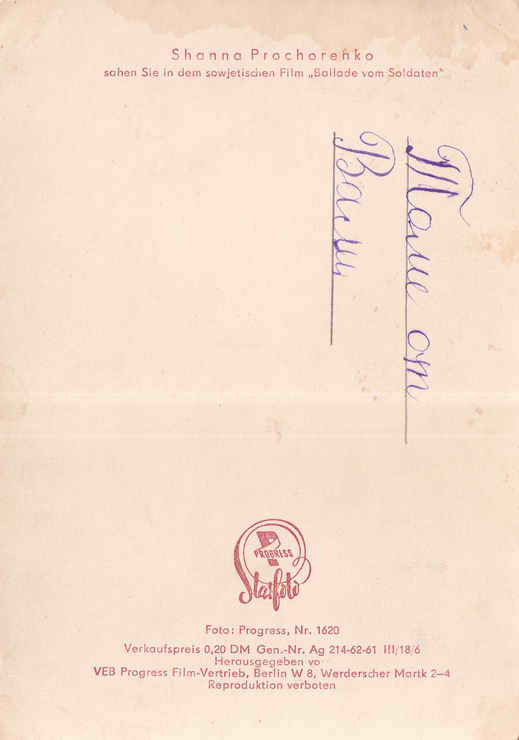 Shanna Prochorenko
sahen Sie in dem sowjetischen Film „Ballade vom Soldaten“
Томе от
Васи
PROGRESS
Starfoto
Foto: Progress, Nr. 1620
Verkaufspreis 0,20 DM Gen.-Nr. Ag 214-62-61 III/18/6
Herausgegeben vo
VEB Progress Film-Vertrieb, Berlin W 8, Werderscher Markt 2–4
Reproduktion verboten